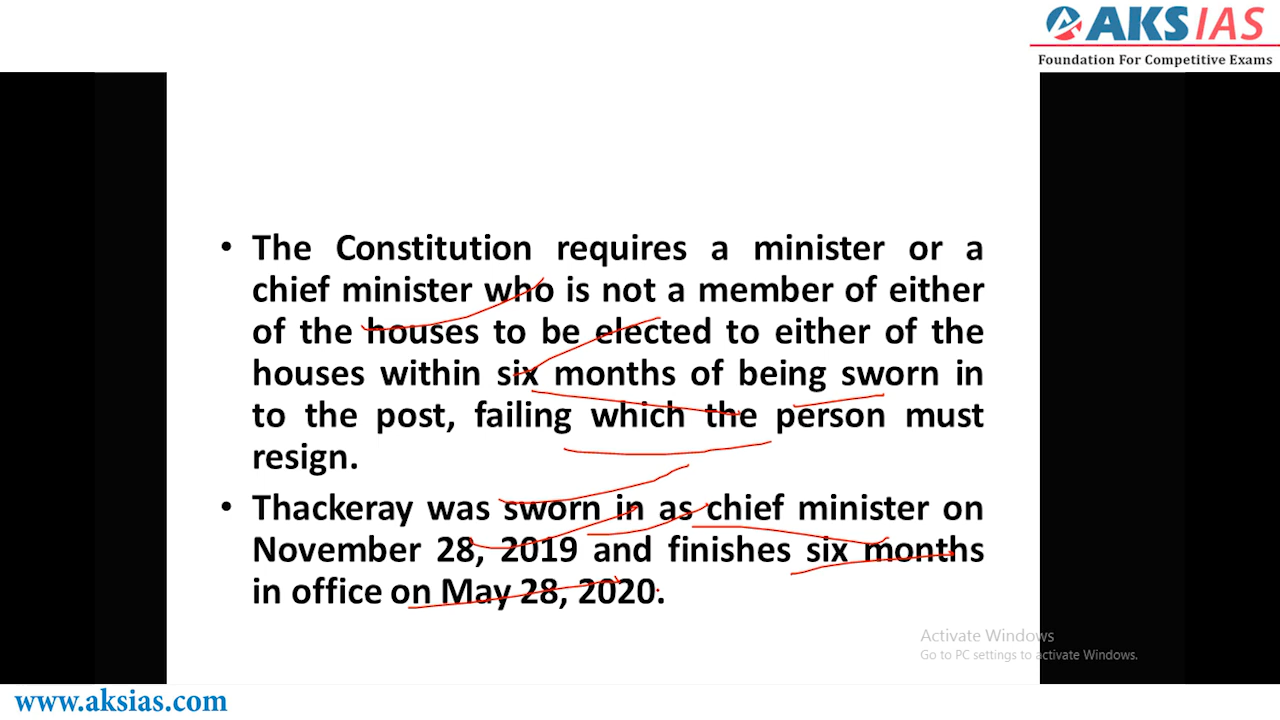 AKS IAS
Foundation For Competitive Exams
• The Constitution requires a minister or a
chief minister who is not a member of either
of the houses to be elected to either of the
houses within six months of being sworn in
to the post, failing which the person must
resign.
• Thackeray was sworn in as chief minister on
November 28, 2019 and finishes six months
in office on May 28, 2020.
Activate Windows
Go to PC settings to activate Windows.
www.aksias.com